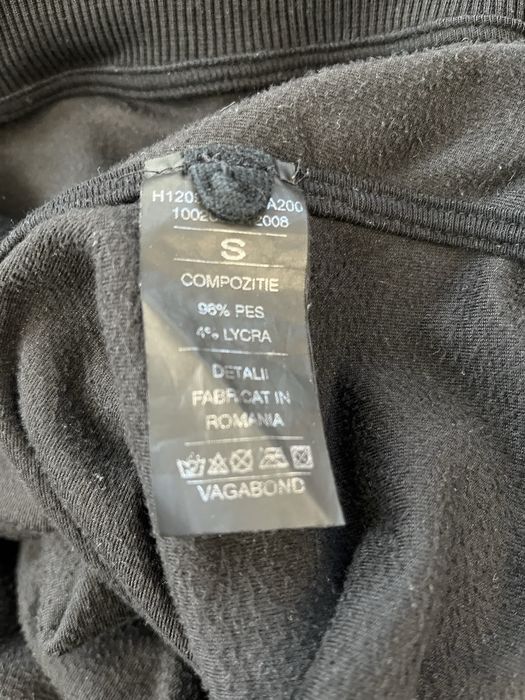 S
COMPOZITIE
96% PES
4% LYCRA
DETALII
FABRICAT IN
ROMANIA
VAGABOND